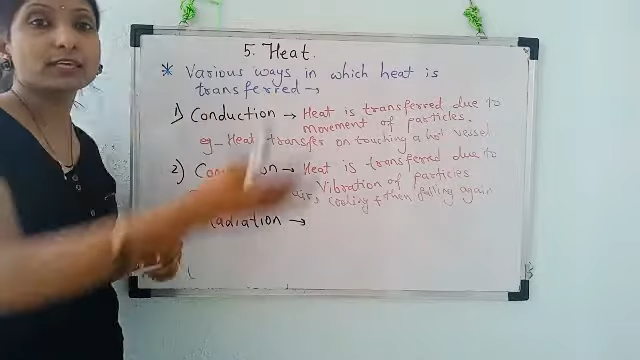 5. Heat.
* Various ways in which heat is
transferred →
1) Conduction → Heat is transferred due to
movement of particles.
eg - Heat transfer on touching a hot vessel
2) → Heat is transferred due to
Vibration of particles
air, cooling & then falling again
Radiation →